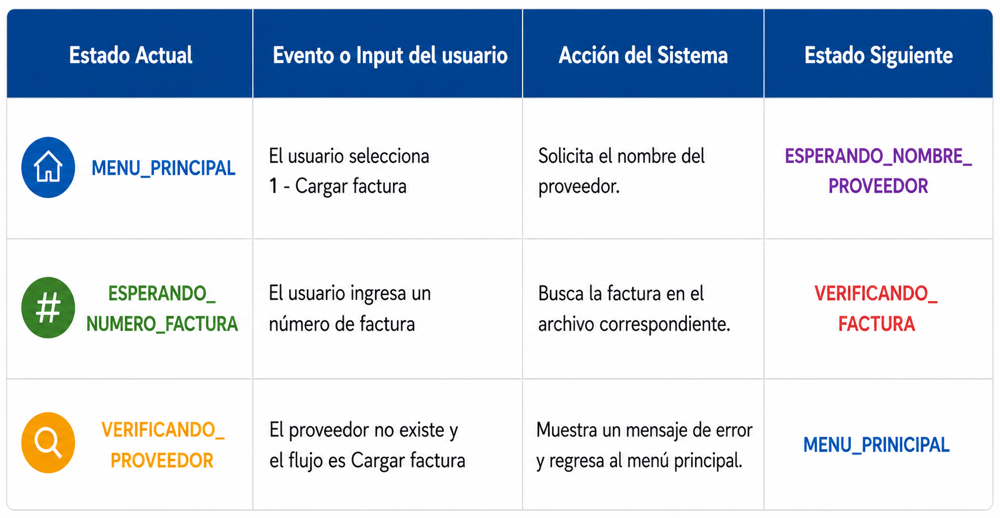 Estado Actual
Evento o Input del usuario
Acción del Sistema
Estado Siguiente
MENU_PRINCIPAL
El usuario selecciona
1 - Cargar factura
Solicita el nombre del
proveedor.
ESPERANDO_NOMBRE_
PROVEEDOR
#
ESPERANDO_
NUMERO_FACTURA
El usuario ingresa un
número de factura
Busca la factura en el
archivo correspondiente.
VERIFICANDO_
FACTURA
VERIFICANDO_
PROVEEDOR
El proveedor no existe y
el flujo es Cargar factura
Muestra un mensaje de error
y regresa al menú principal.
MENU_PRINICIPAL